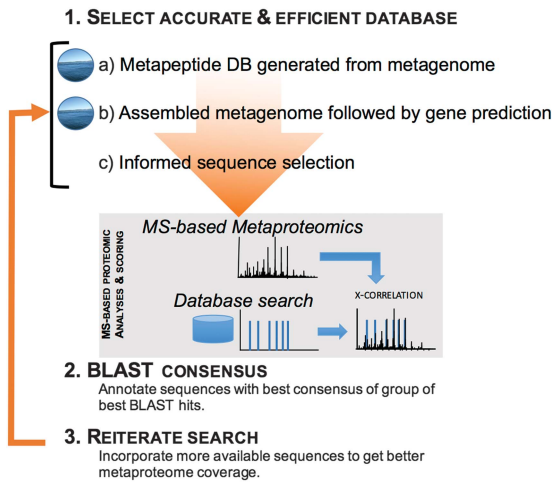 1. SELECT ACCURATE & EFFICIENT DATABASE
a) Metapeptide DB generated from metagenome
b) Assembled metagenome followed by gene prediction
c) Informed sequence selection
MS-BASED PROTEOMIC
ANALYSES & SCORING
MS-based Metaproteomics
Database search
X-CORRELATION
2. BLAST CONSENSUS
Annotate sequences with best consensus of group of
best BLAST hits.
3. REITERATE SEARCH
Incorporate more available sequences to get better
metaproteome coverage.